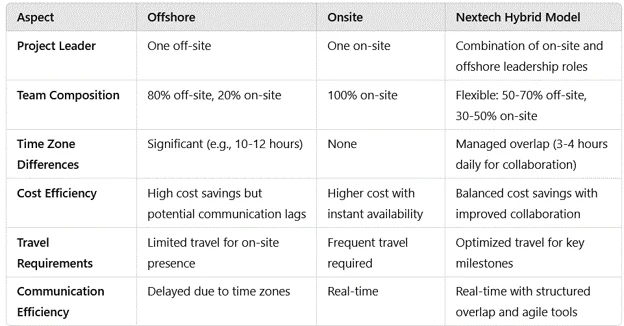 Aspect Offshore Onsite Nextech Hybrid Model
Project Leader One off-site One on-site Combination of on-site and
offshore leadership roles
Team Composition 80% off-site, 20% on-site 100% on-site Flexible: 50-70% off-site,
30-50% on-site
Time Zone Significant (e.g., 10-12 hours) None Managed overlap (3-4 hours
Differences daily for collaboration)
Cost Efficiency High cost savings but Higher cost with Balanced cost savings with
potential communication lags instant availability improved collaboration
Travel Limited travel for on-site Frequent travel Optimized travel for key
Requirements presence required milestones
Communication Delayed due to time zones Real-time Real-time with structured
Efficiency overlap and agile tools